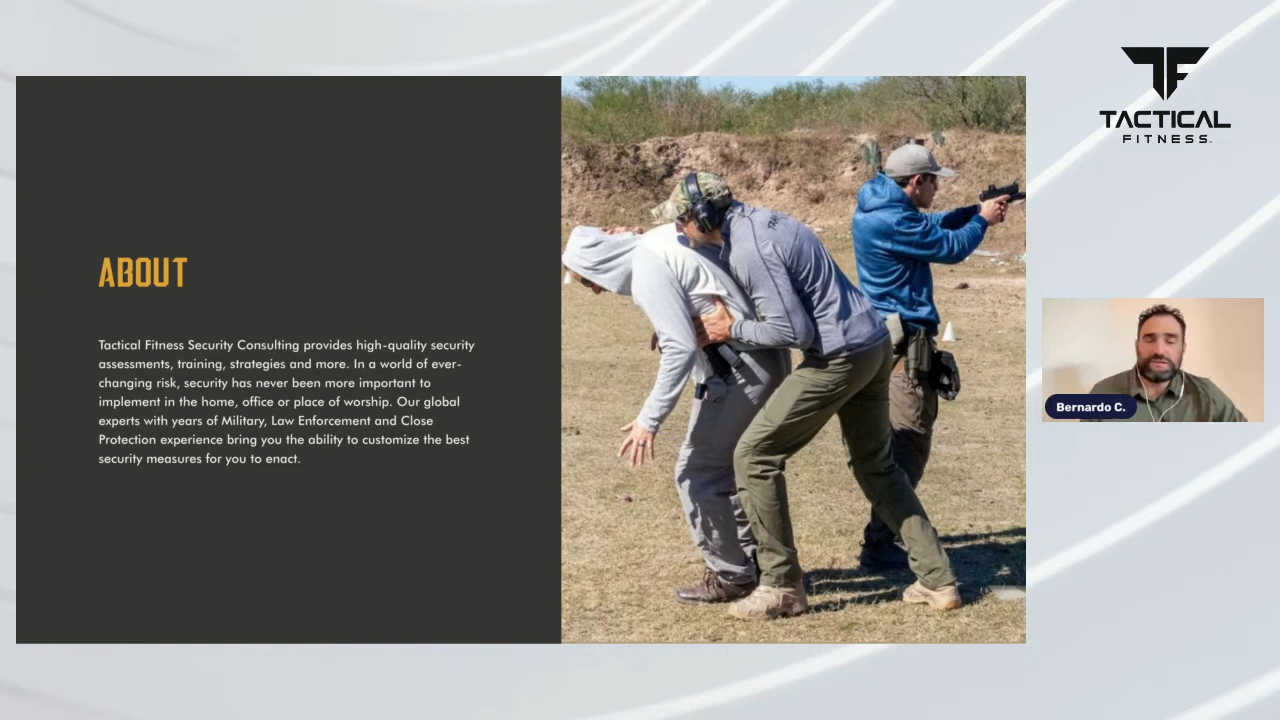 TACTICAL
FITNESS
ABOUT
Tactical Fitness Security Consulting provides high-quality security
assessments, training, strategies and more. In a world of ever-
changing risk, security has never been more important to
implement in the home, office or place of worship. Our global
experts with years of Military, Law Enforcement and Close
Protection experience bring you the ability to customize the best
security measures for you to enact.
Bernardo C.